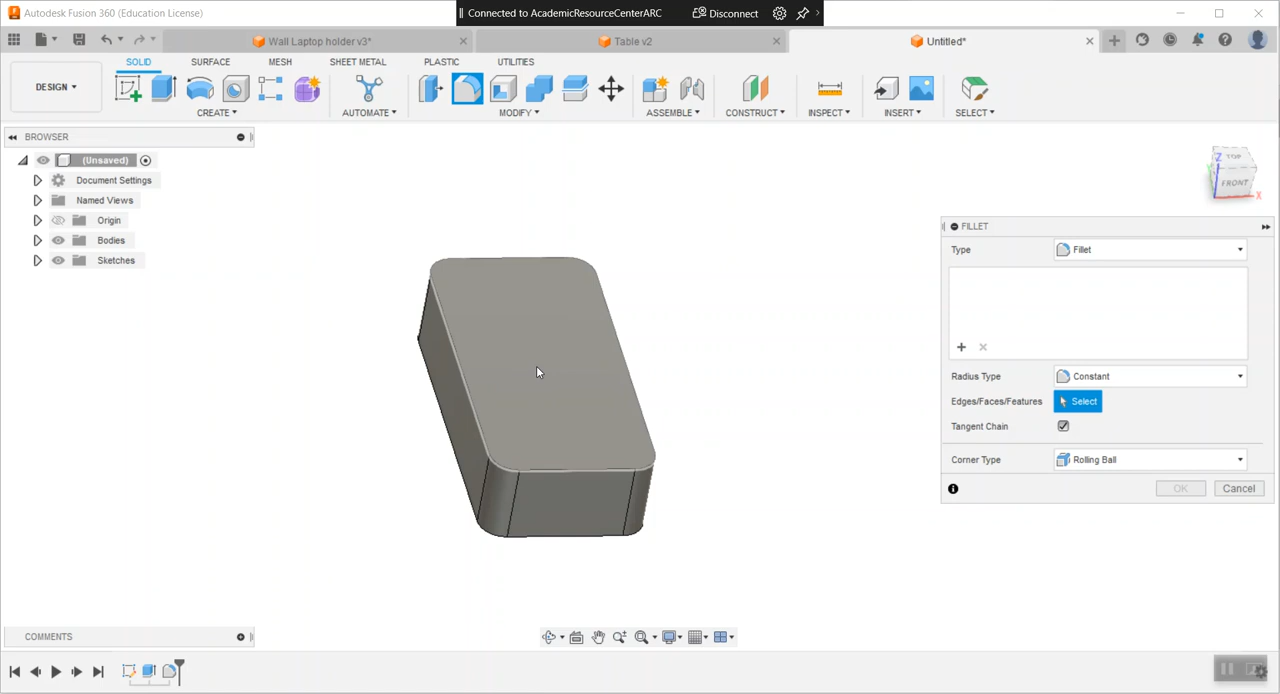 Autodesk Fusion 360 (Education License)
Connected to AcademicResourceCenterARC
Disconnect
Wall Laptop holder v3*
Table v2
Untitled*
DESIGN
SOLID
SURFACE
MESH
SHEET METAL
PLASTIC
UTILITIES
CREATE
AUTOMATE
MODIFY
ASSEMBLE
CONSTRUCT
INSPECT
INSERT
SELECT
BROWSER
(Unsaved)
Document Settings
Named Views
Origin
Bodies
Sketches
Z
TOP
FRONT
X
FILLET
Type
Fillet
Radius Type
Constant
Edges/Faces/Features
Select
Tangent Chain
Corner Type
Rolling Ball
OK
Cancel
COMMENTS